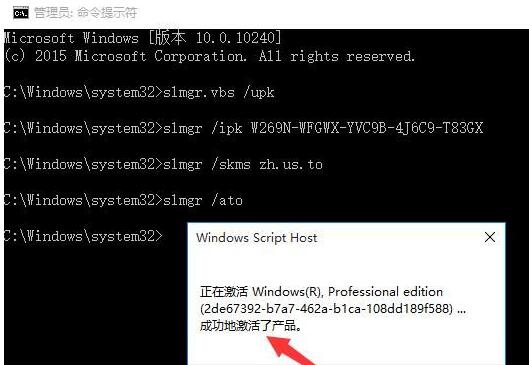 管理员: 命令提示符
Microsoft Windows [版本 10.0.10240]
(c) 2015 Microsoft Corporation. All rights reserved.
C:\Windows\system32>slmgr.vbs /upk
C:\Windows\system32>slmgr /ipk W269N-WFGWX-YVC9B-4J6C9-T83GX
C:\Windows\system32>slmgr /skms zh.us.to
C:\Windows\system32>slmgr /ato
C:\Windows\system32>
Windows Script Host
正在激活 Windows(R), Professional edition
(2de67392-b7a7-462a-b1ca-108dd189f588) ...
成功地激活了产品。